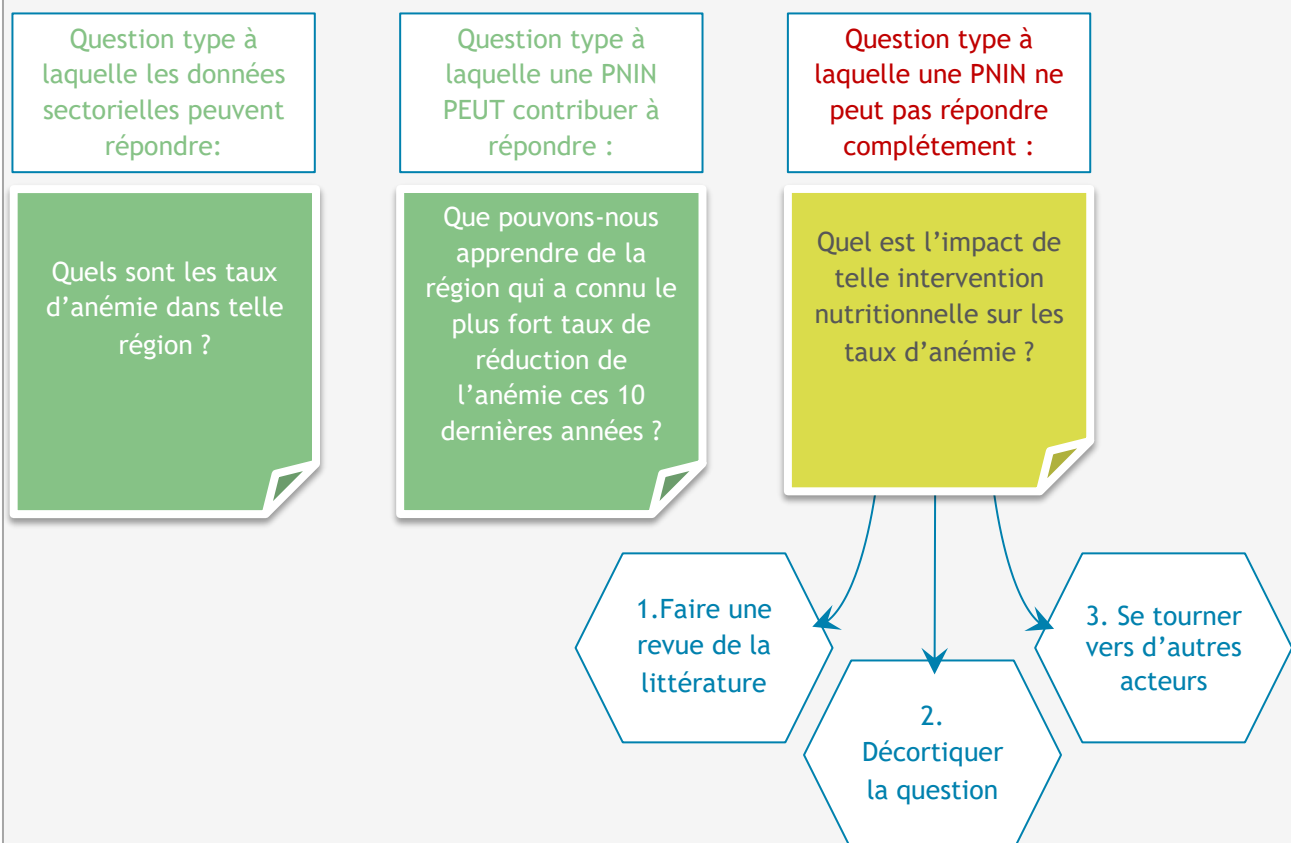 Question type à
laquelle les données
sectorielles peuvent
répondre:
Quels sont les taux
d'anémie dans telle
région ?
Question type à
laquelle une PNIN
PEUT contribuer à
répondre :
Que pouvons-nous
apprendre de la
région qui a connu le
plus fort taux de
réduction de
l'anémie ces 10
dernières années ?
Question type à
laquelle une PNIN ne
peut pas répondre
complétement :
Quel est l'impact de
telle intervention
nutritionnelle sur les
taux d'anémie ?
1.Faire une
revue de la
littérature
2.
Décortiquer
la question
3. Se tourner
vers d'autres
acteurs